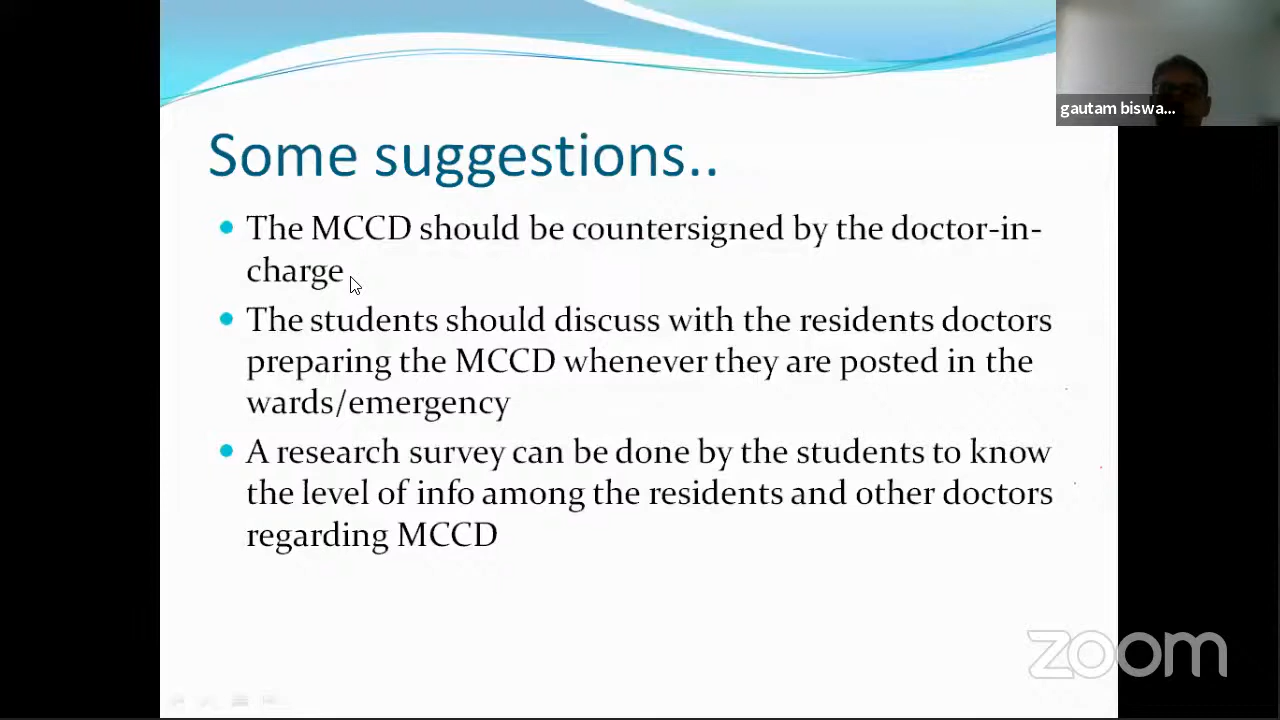 gautam biswa...
Some suggestions..
The MCCD should be countersigned by the doctor-in-
charge
The students should discuss with the residents doctors
preparing the MCCD whenever they are posted in the
wards/emergency
A research survey can be done by the students to know
the level of info among the residents and other doctors
regarding MCCD
zoom